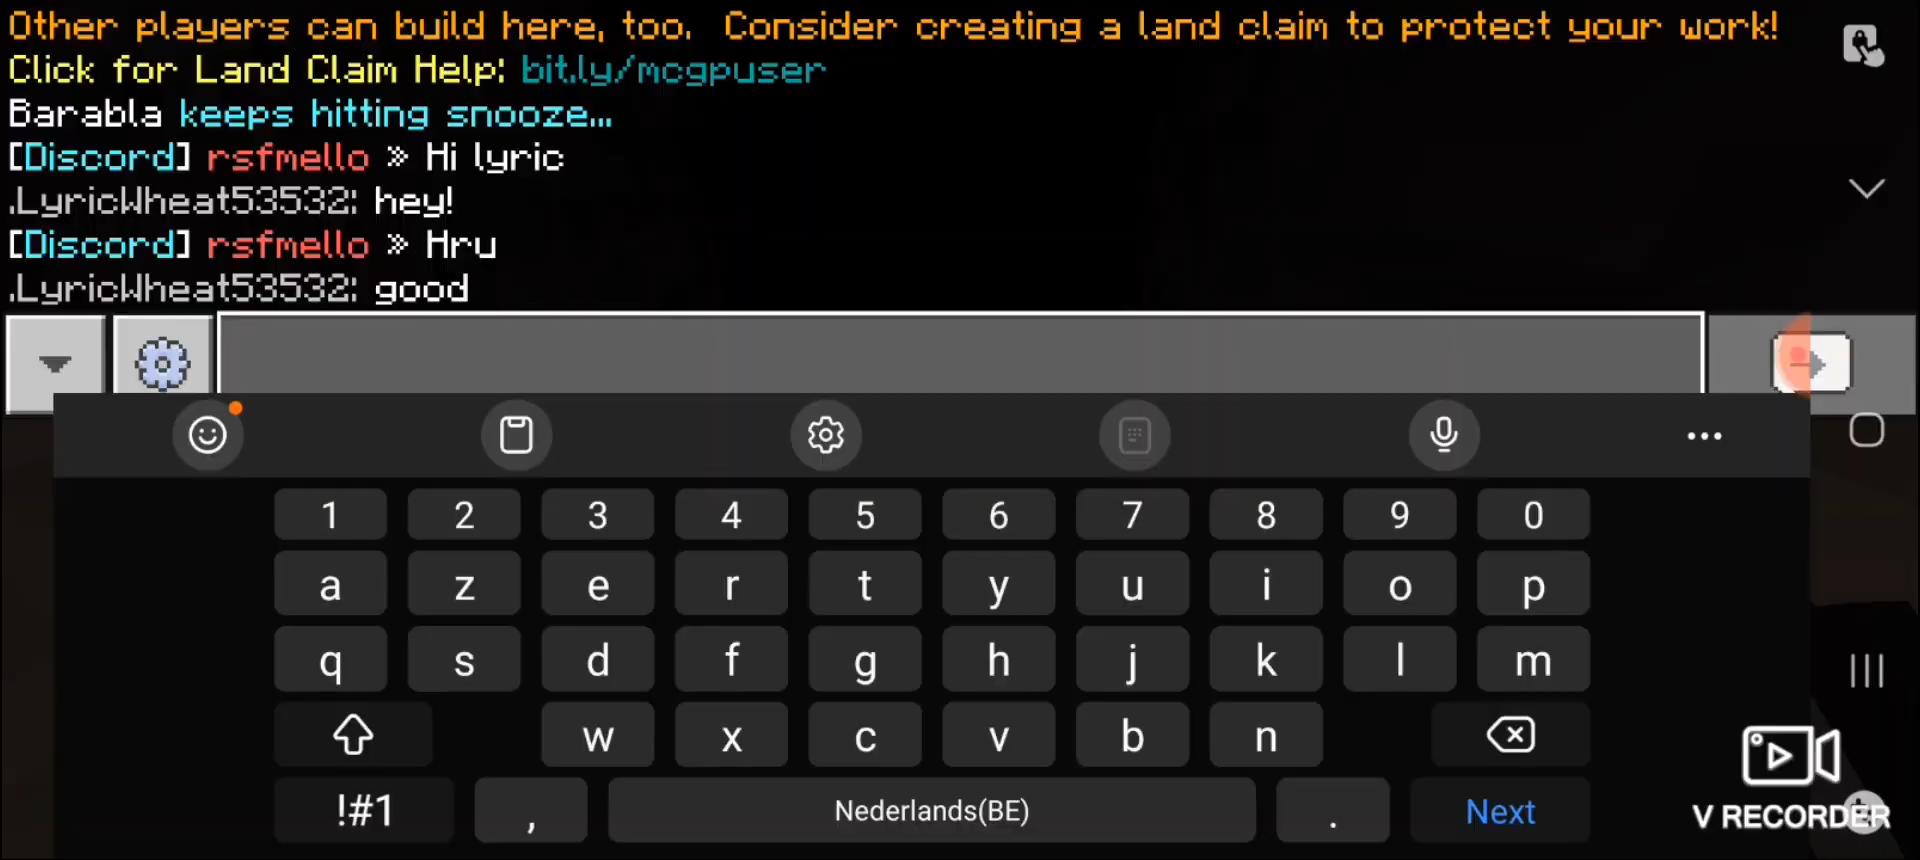 Other players can build here, too.  Consider creating a land claim to protect your work!
Click for Land Claim Help: bit.ly/mcgpuser
Barabla keeps hitting snooze...
[Discord] rsfmello » Hi lyric
.LyricWheat53532: hey!
[Discord] rsfmello » Hru
.LyricWheat53532: good
1 2 3 4 5 6 7 8 9 0
a z e r t y u i o p
q s d f g h j k l m
w x c v b n
!#1 , Nederlands(BE) . Next
V RECORDER